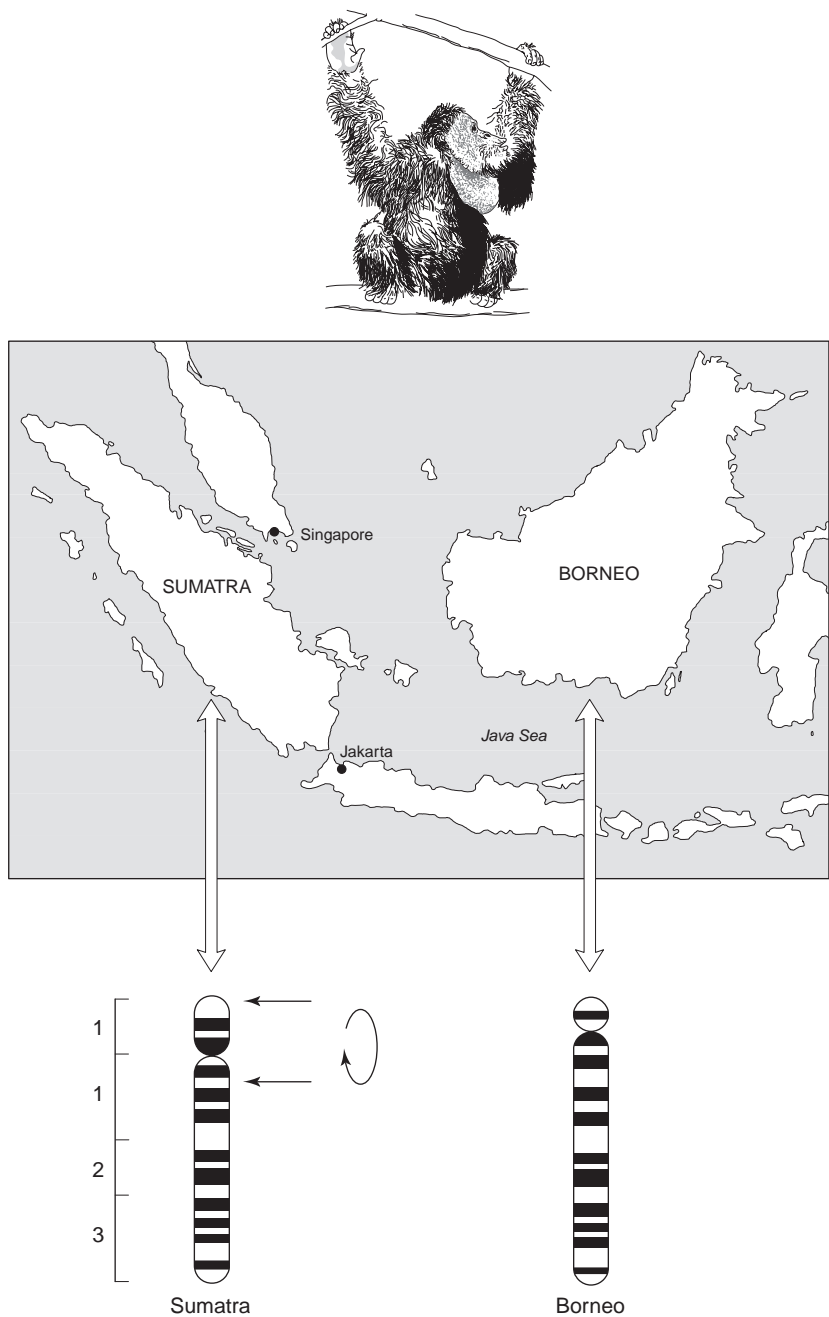 Singapore
SUMATRA
BORNEO
Java Sea
Jakarta
1
1
2
3
Sumatra
Borneo